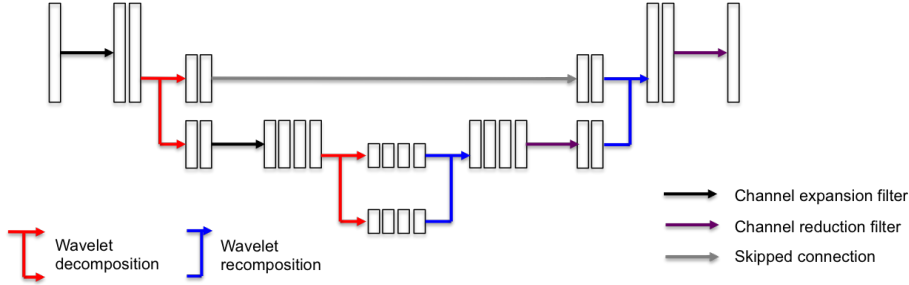 Channel expansion filter
Channel reduction filter
Skipped connection
Wavelet
decomposition
Wavelet
recomposition